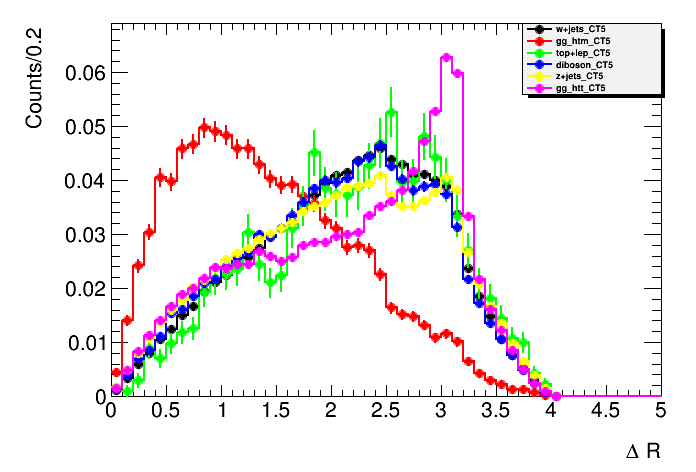 Counts/0.2
0.06
0.05
0.04
0.03
0.02
0.01
0
w+jets_CT5
gg_htm_CT5
top+lep_CT5
diboson_CT5
z+jets_CT5
gg_htt_CT5
0 0.5 1 1.5 2 2.5 3 3.5 4 4.5 5
Δ R